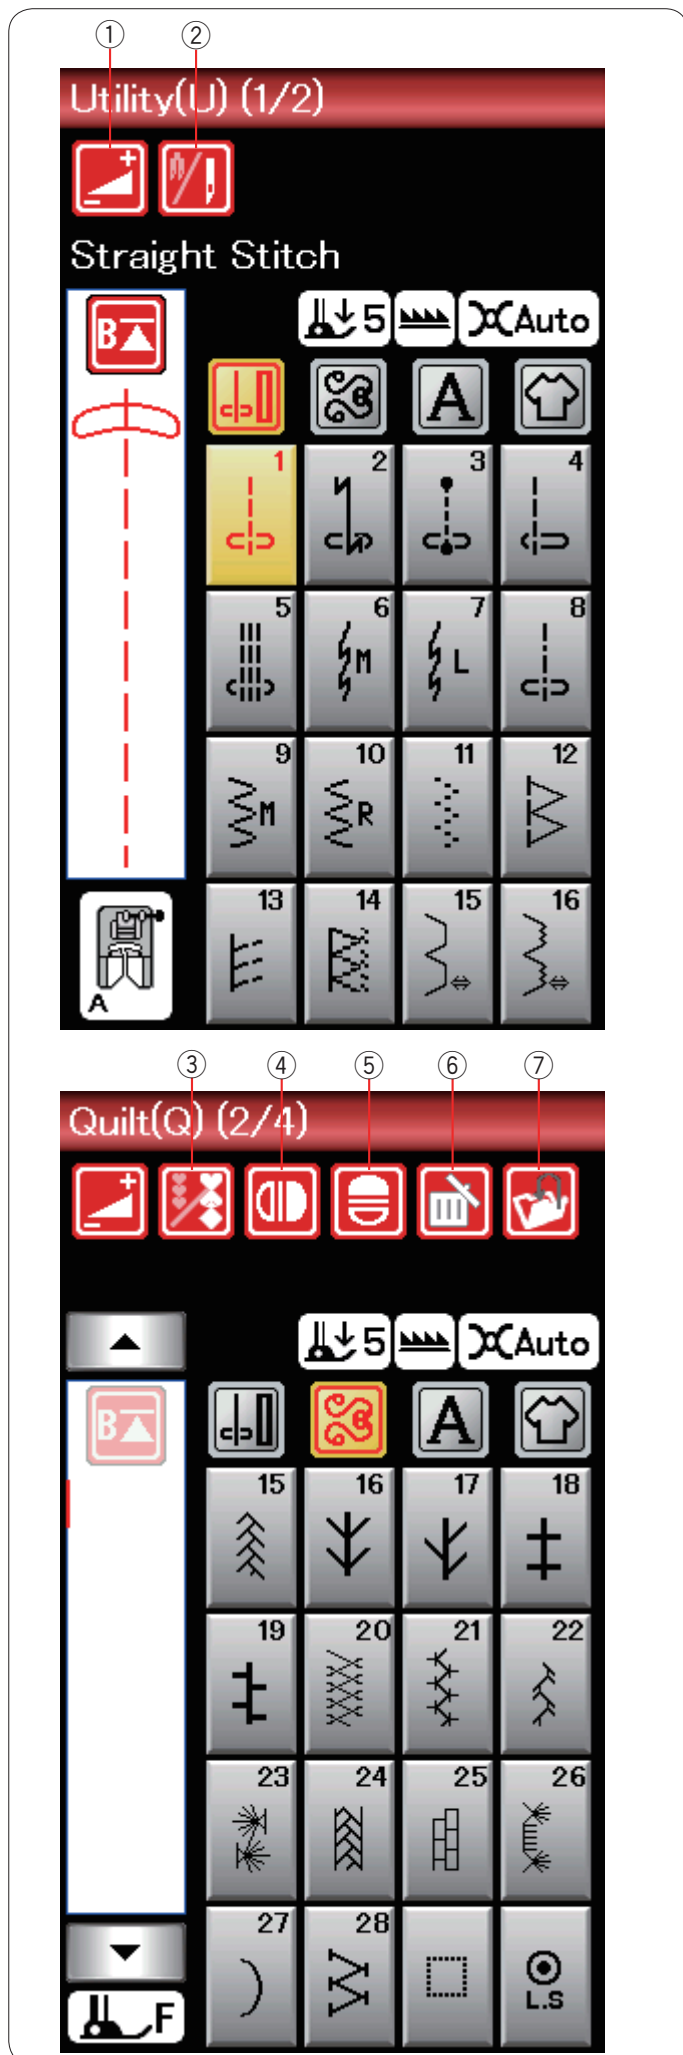 ① ②
Utility(U) (1/2)
+
−
Straight Stitch
B 5 Auto
1 2 3 4
5 6 7 8
M L
9 10 11 12
M R
13 14 15 16
A
A
③ ④ ⑤ ⑥ ⑦
Quilt(Q) (2/4)
+
−
5 Auto
B A
15 16 17 18
19 20 21 22
23 24 25 26
27 28
L.S
F